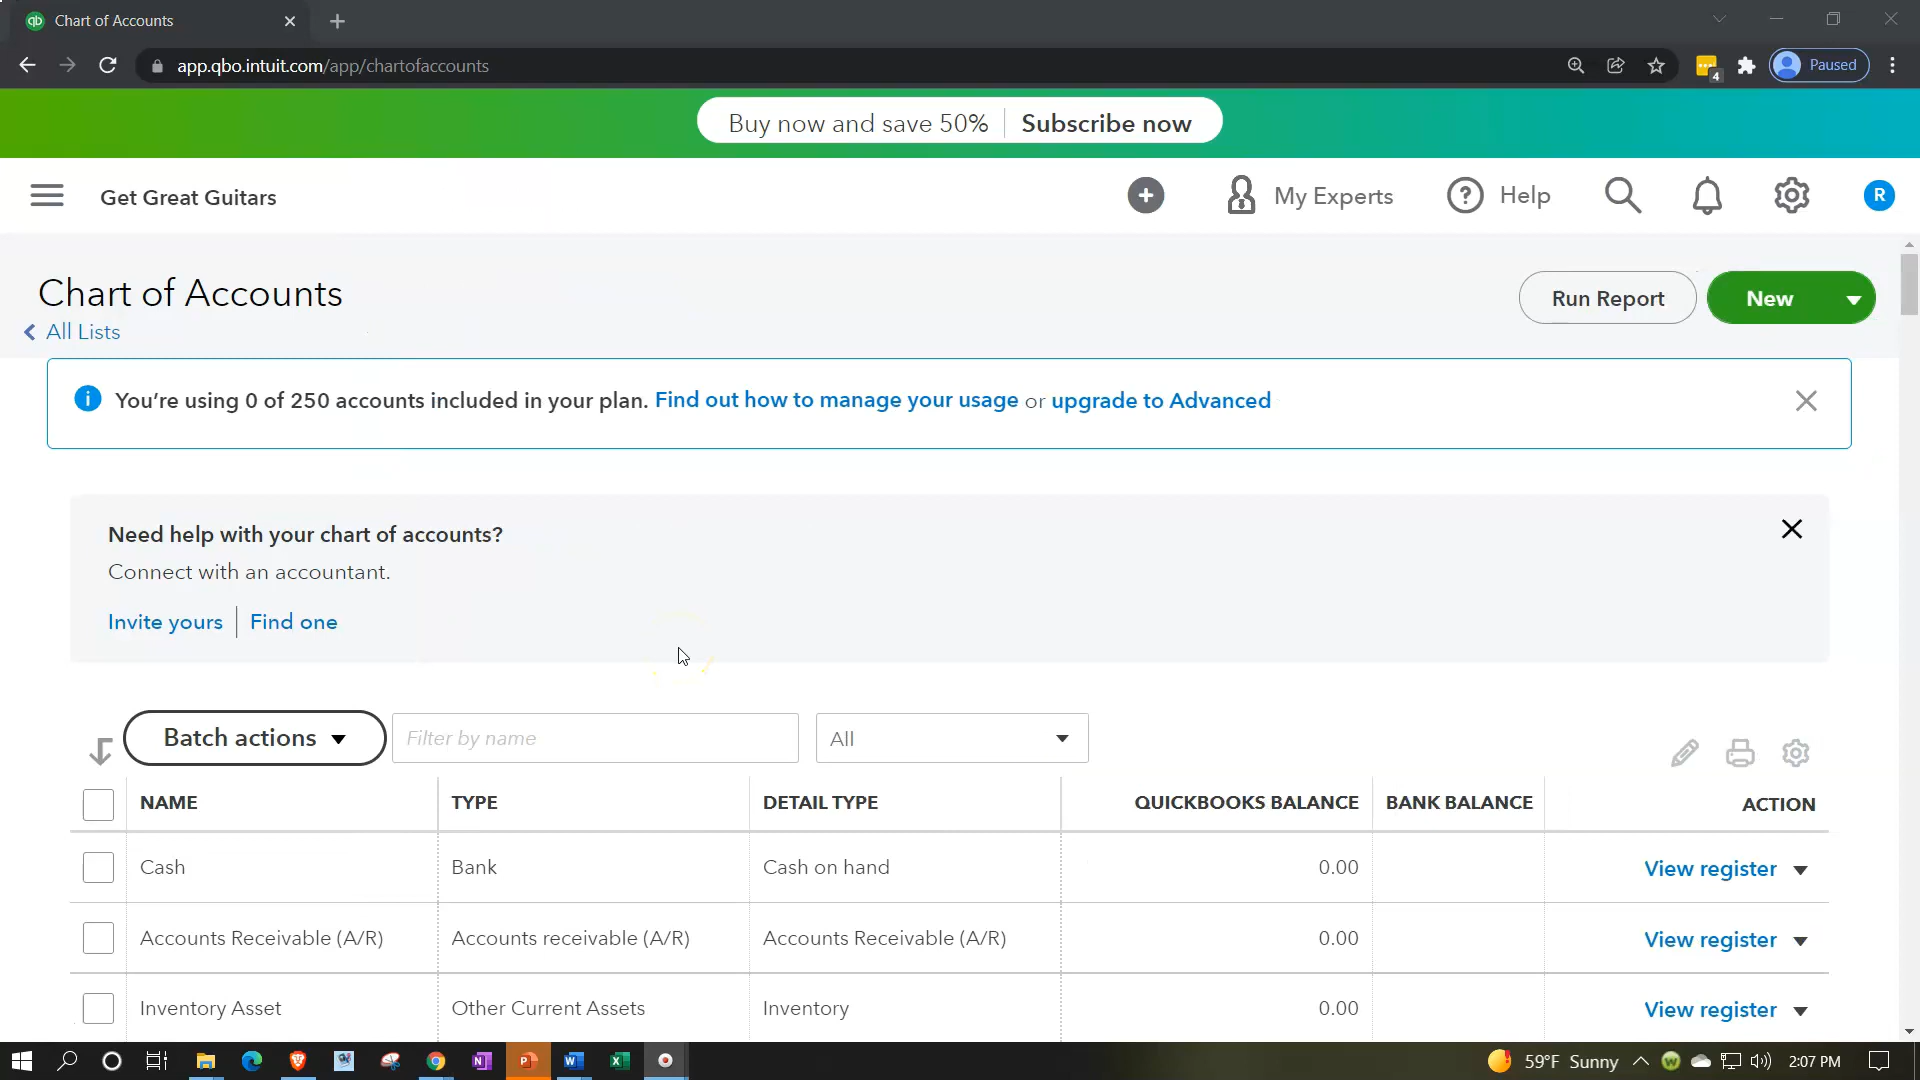 Chart of Accounts
app.qbo.intuit.com/app/chartofaccounts
4
Paused
Buy now and save 50% Subscribe now
Get Great Guitars
My Experts
Help
R
Chart of Accounts
All Lists
Run Report
New
You're using 0 of 250 accounts included in your plan. Find out how to manage your usage or upgrade to Advanced
Need help with your chart of accounts?
Connect with an accountant.
Invite yours Find one
Batch actions Filter by name All
NAME TYPE DETAIL TYPE QUICKBOOKS BALANCE BANK BALANCE ACTION
Cash Bank Cash on hand 0.00 View register
Accounts Receivable (A/R) Accounts receivable (A/R) Accounts Receivable (A/R) 0.00 View register
Inventory Asset Other Current Assets Inventory 0.00 View register
59°F Sunny 2:07 PM